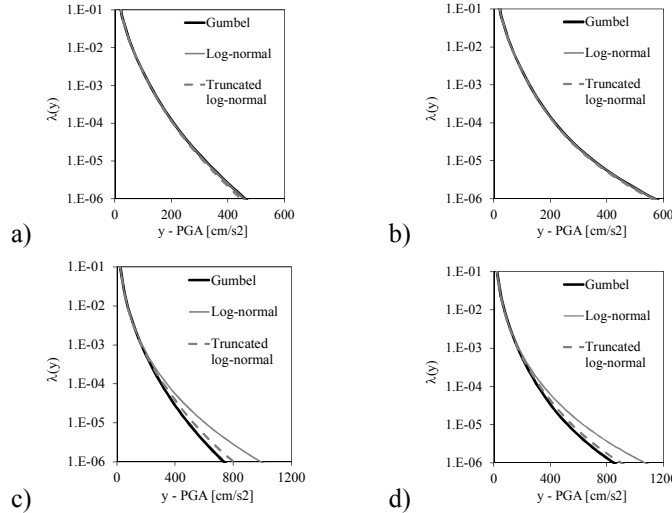 1.E-01
1.E-02
1.E-03
1.E-04
1.E-05
1.E-06
λ(y)
Gumbel
Log-normal
Truncated
log-normal
0 200 400 600
y - PGA [cm/s2]
a)
1.E-01
1.E-02
1.E-03
1.E-04
1.E-05
1.E-06
λ(y)
Gumbel
Log-normal
Truncated
log-normal
0 200 400 600
y - PGA [cm/s2]
b)
1.E-01
1.E-02
1.E-03
1.E-04
1.E-05
1.E-06
λ(y)
Gumbel
Log-normal
Truncated
log-normal
0 400 800 1200
y - PGA [cm/s2]
c)
1.E-01
1.E-02
1.E-03
1.E-04
1.E-05
1.E-06
λ(y)
Gumbel
Log-normal
Truncated
log-normal
0 400 800 1200
y - PGA [cm/s2]
d)